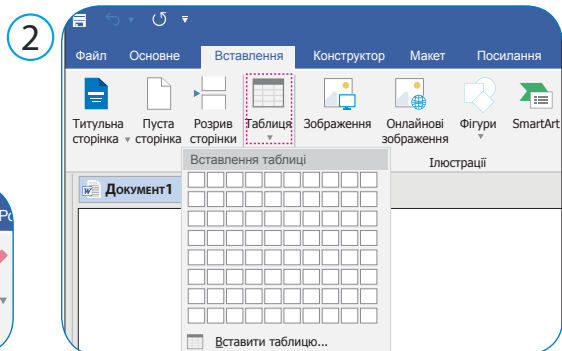 2
Файл Основне Вставлення Конструктор Макет Посилання
Титульна сторінка
Пуста сторінка
Розрив сторінки
Таблиця
Зображення
Онлайнові зображення
Фігури
SmartArt
Вставлення таблиці
Ілюстрації
Документ1
Вставити таблицю...